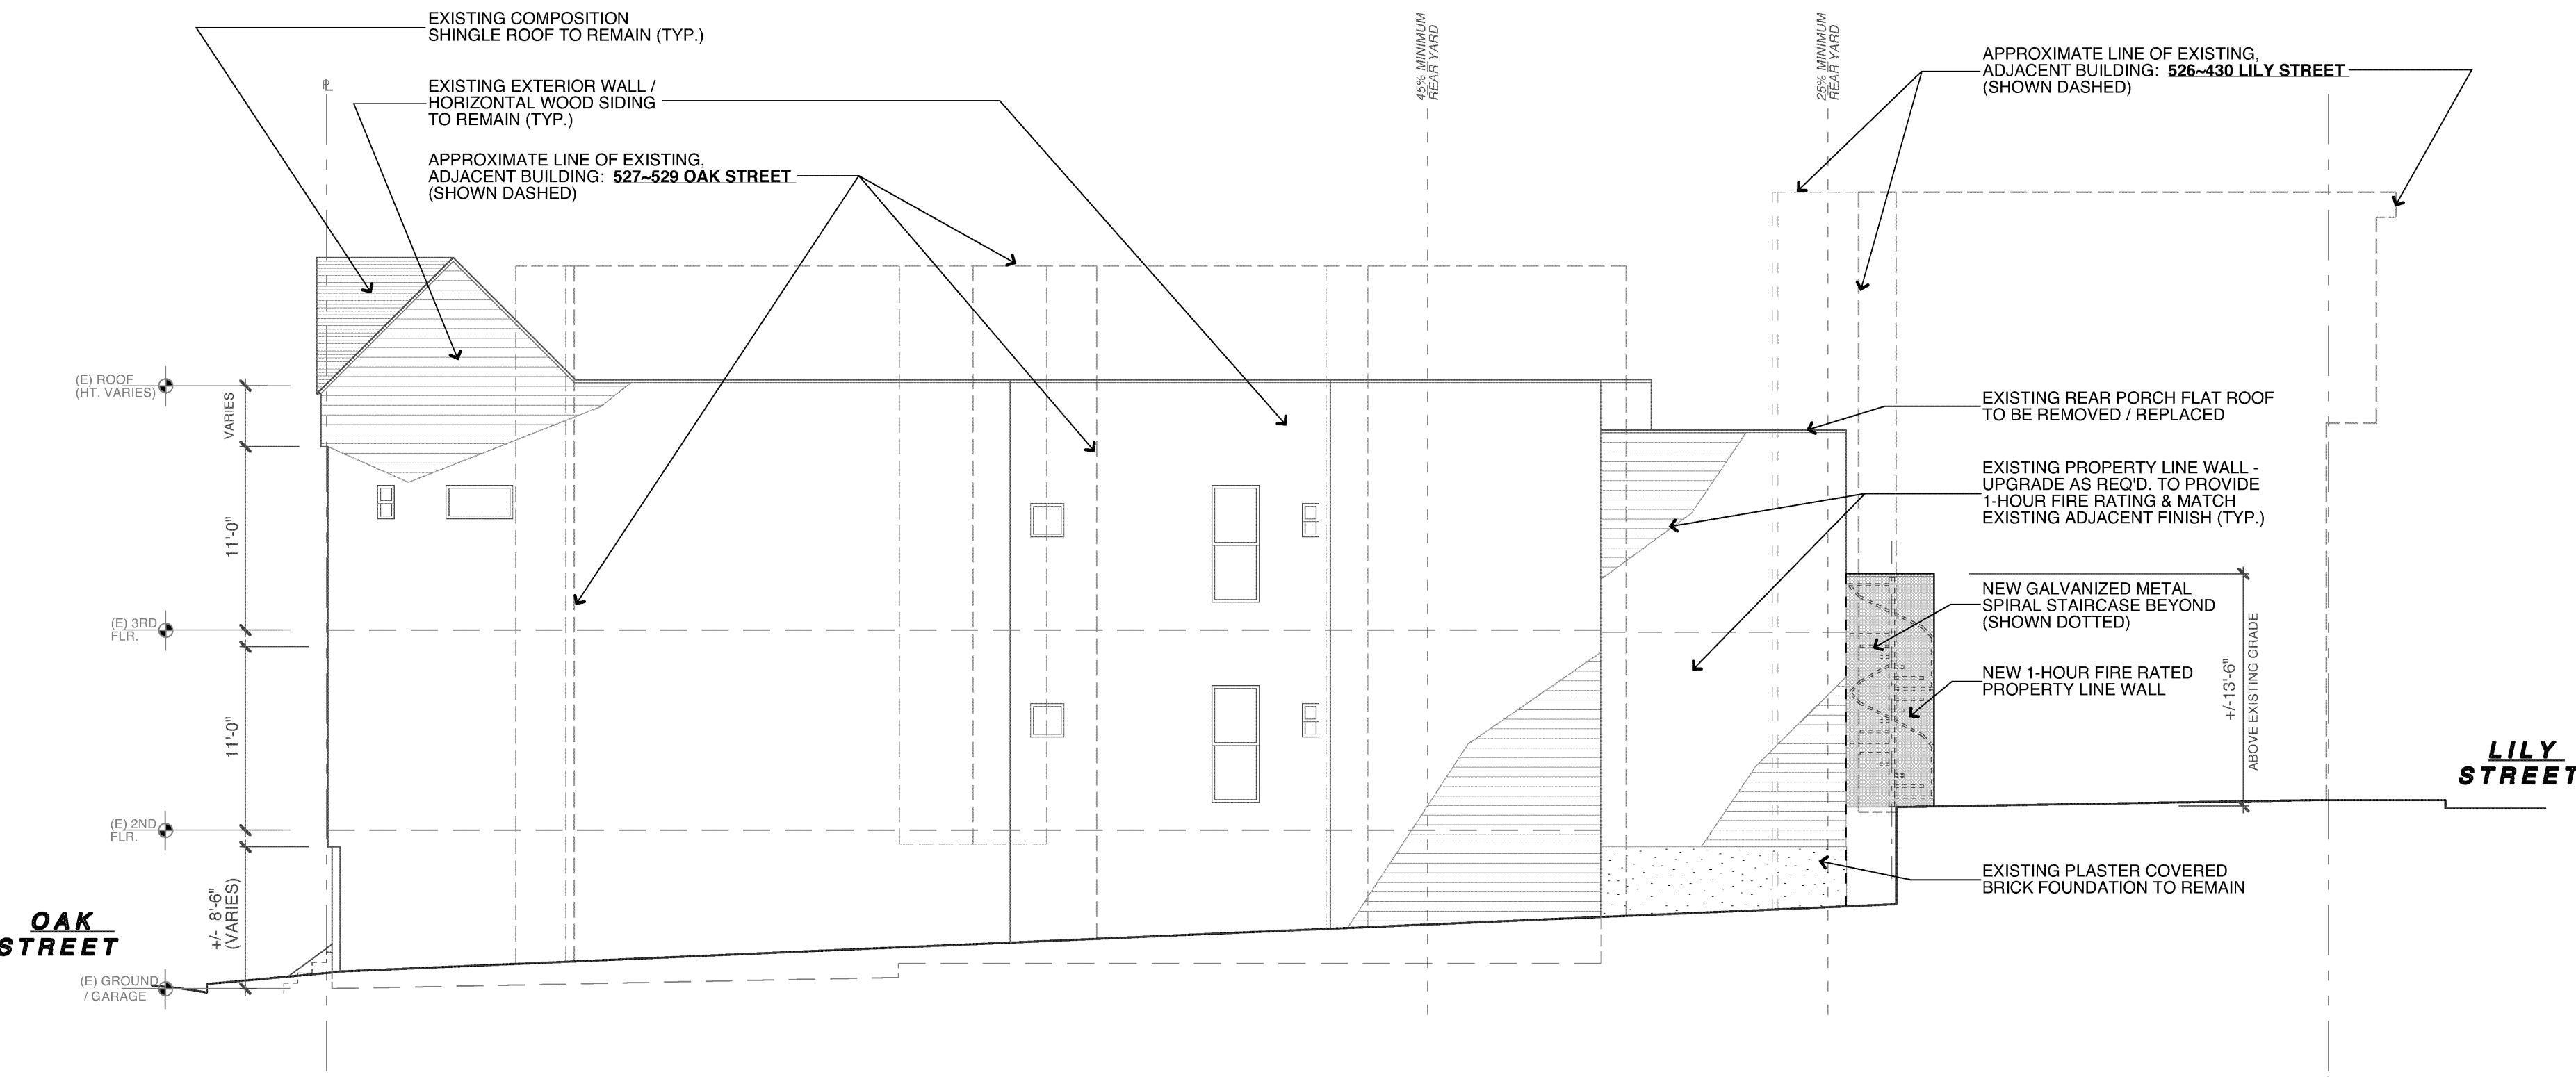 EXISTING COMPOSITION
SHINGLE ROOF TO REMAIN (TYP.)
EXISTING EXTERIOR WALL /
HORIZONTAL WOOD SIDING
TO REMAIN (TYP.)
APPROXIMATE LINE OF EXISTING,
ADJACENT BUILDING: 527~529 OAK STREET
(SHOWN DASHED)
PL
45% MINIMUM
REAR YARD
25% MINIMUM
REAR YARD
APPROXIMATE LINE OF EXISTING,
ADJACENT BUILDING: 526~430 LILY STREET
(SHOWN DASHED)
(E) ROOF
(HT. VARIES)
VARIES
11'-0"
(E) 3RD
FLR.
11'-0"
(E) 2ND
FLR.
+/- 8'-6"
(VARIES)
(E) GROUND
/ GARAGE
OAK
STREET
EXISTING REAR PORCH FLAT ROOF
TO BE REMOVED / REPLACED
EXISTING PROPERTY LINE WALL -
UPGRADE AS REQ'D. TO PROVIDE
1-HOUR FIRE RATING & MATCH
EXISTING ADJACENT FINISH (TYP.)
NEW GALVANIZED METAL
SPIRAL STAIRCASE BEYOND
(SHOWN DOTTED)
NEW 1-HOUR FIRE RATED
PROPERTY LINE WALL
+/-13'-6"
ABOVE EXISTING GRADE
EXISTING PLASTER COVERED
BRICK FOUNDATION TO REMAIN
LILY
STREET